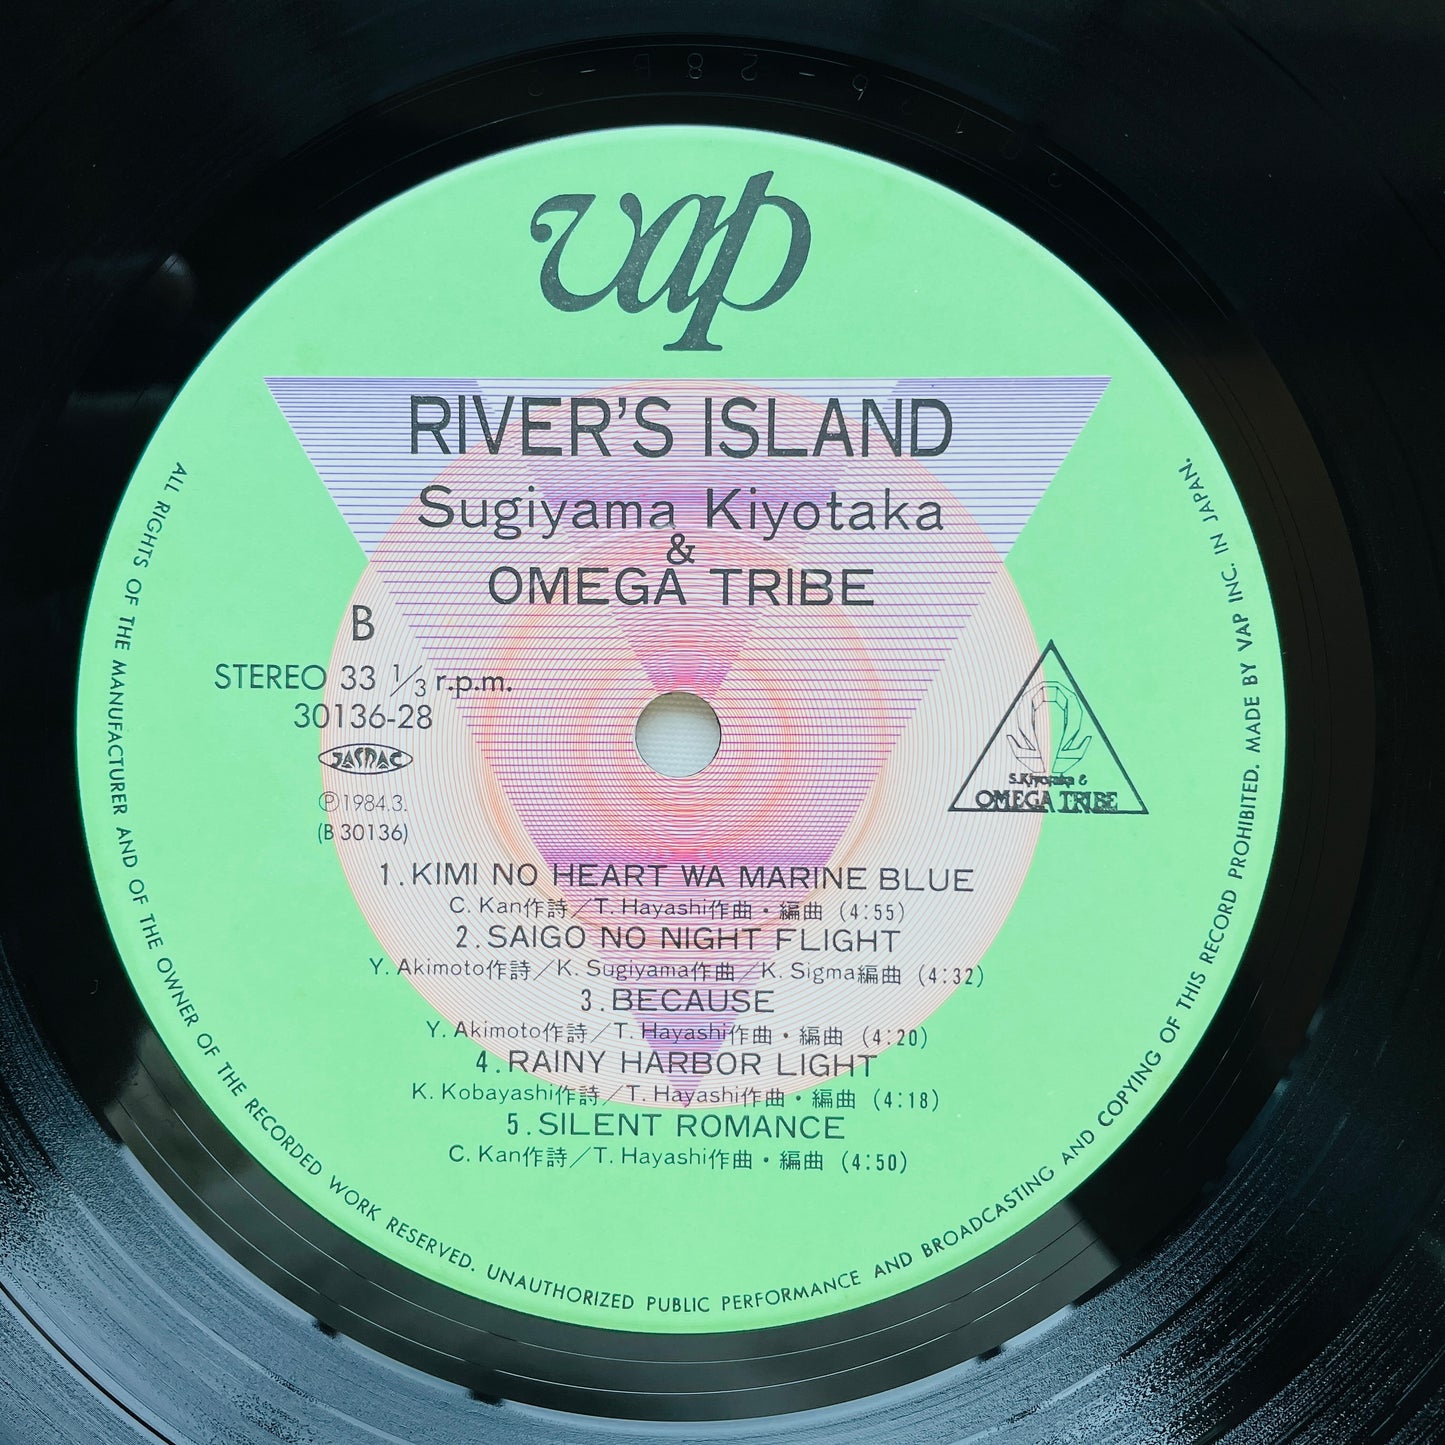 vap
RIVER'S ISLAND
Sugiyama Kiyotaka
&
OMEGA TRIBE
B
STEREO 33 1/3 r.p.m.
30136-28
JASRAC
Ⓟ1984.3.
(B 30136)
S.Kiyotaka &
OMEGA TRIBE
1.KIMI NO HEART WA MARINE BLUE
C. Kan作詩／T. Hayashi作曲・編曲 (4:55)
2.SAIGO NO NIGHT FLIGHT
Y. Akimoto作詩／K. Sugiyama作曲／K. Sigma編曲 (4:32)
3.BECAUSE
Y. Akimoto作詩／T. Hayashi作曲・編曲 (4:20)
4.RAINY HARBOR LIGHT
K. Kobayashi作詩／T. Hayashi作曲・編曲 (4:18)
5.SILENT ROMANCE
C. Kan作詩／T. Hayashi作曲・編曲 (4:50)
ALL RIGHTS OF THE MANUFACTURER AND OF THE OWNER OF THE RECORDED WORK RESERVED. UNAUTHORIZED PUBLIC PERFORMANCE AND BROADCASTING AND COPYING OF THIS RECORD PROHIBITED. MADE BY VAP INC. IN JAPAN.